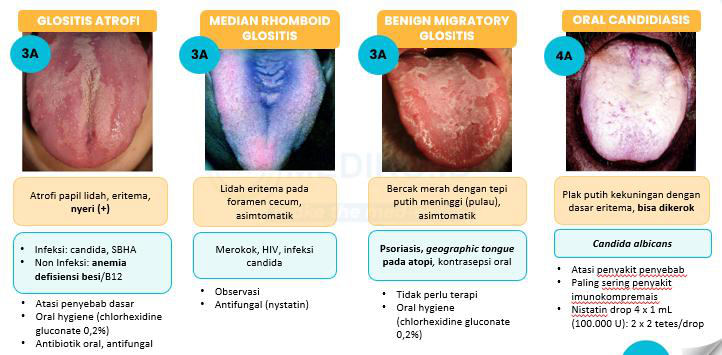 GLOSITIS ATROFI
3A
Atrofi papil lidah, eritema,
nyeri (+)
• Infeksi: candida, SBHA
• Non Infeksi: anemia
defisiensi besi/B12
• Atasi penyebab dasar
• Oral hygiene (chlorhexidine
gluconate 0,2%)
• Antibiotik oral, antifungal
MEDIAN RHOMBOID
GLOSITIS
3A
Lidah eritema pada
foramen cecum,
asimtomatik
Merokok, HIV, infeksi
candida
• Observasi
• Antifungal (nystatin)
BENIGN MIGRATORY
GLOSITIS
3A
Bercak merah dengan tepi
putih meninggi (pulau),
asimtomatik
Psoriasis, geographic tongue
pada atopi, kontrasepsi oral
• Tidak perlu terapi
• Oral hygiene
(chlorhexidine gluconate
0,2%)
ORAL CANDIDIASIS
4A
Plak putih kekuningan dengan
dasar eritema, bisa dikerok
Candida albicans
• Atasi penyakit penyebab
• Paling sering penyakit
imunokompremais
• Nistatin drop 4 x 1 mL
(100.000 U): 2 x 2 tetes/drop